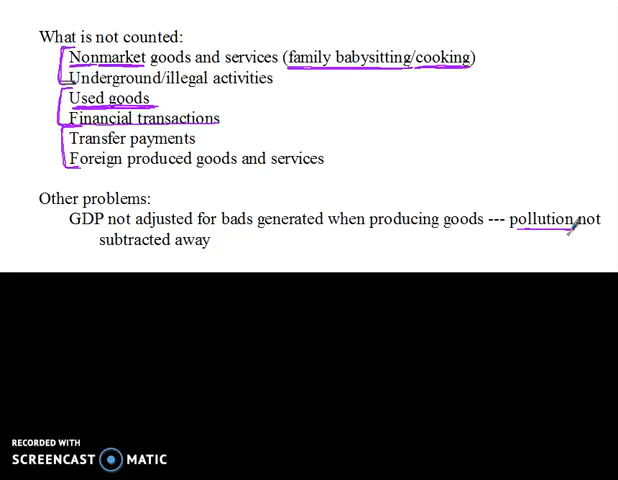 What is not counted:
Nonmarket goods and services (family babysitting/cooking)
Underground/illegal activities
Used goods
Financial transactions
Transfer payments
Foreign produced goods and services
Other problems:
GDP not adjusted for bads generated when producing goods --- pollution not
subtracted away
RECORDED WITH
SCREENCAST MATIC